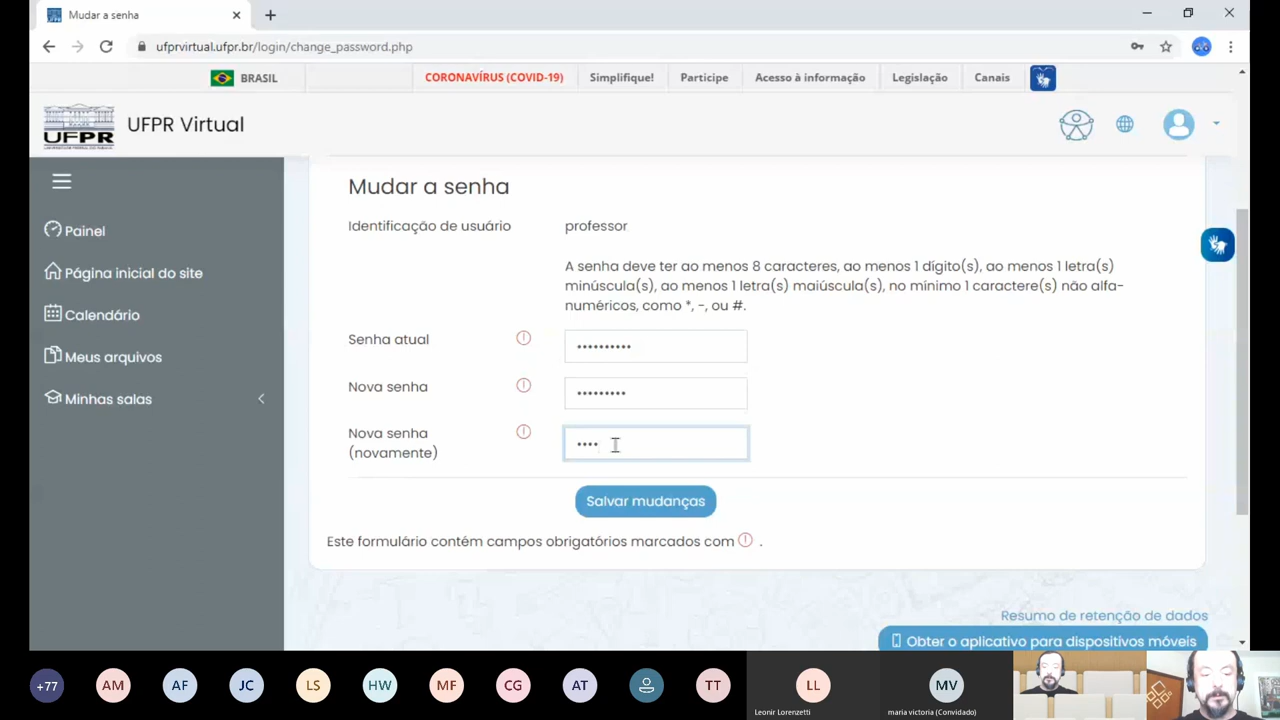 Mudar a senha
ufprvirtual.ufpr.br/login/change_password.php
BRASIL
CORONAVÍRUS (COVID-19)
Simplifique!
Participe
Acesso à informação
Legislação
Canais
UFPR
UFPR Virtual
Painel
Página inicial do site
Calendário
Meus arquivos
Minhas salas
Mudar a senha
Identificação de usuário
professor
A senha deve ter ao menos 8 caracteres, ao menos 1 dígito(s), ao menos 1 letra(s)
minúscula(s), ao menos 1 letra(s) maiúscula(s), no mínimo 1 caractere(s) não alfa-
numéricos, como *, -, ou #.
Senha atual
••••••••••
Nova senha
•••••••••
Nova senha
(novamente)
••••
Salvar mudanças
Este formulário contém campos obrigatórios marcados com .
Resumo de retenção de dados
Obter o aplicativo para dispositivos móveis
+77
AM
AF
JC
LS
HW
MF
CG
AT
TT
LL
Leonir Lorenzetti
MV
maria victoria (Convidado)